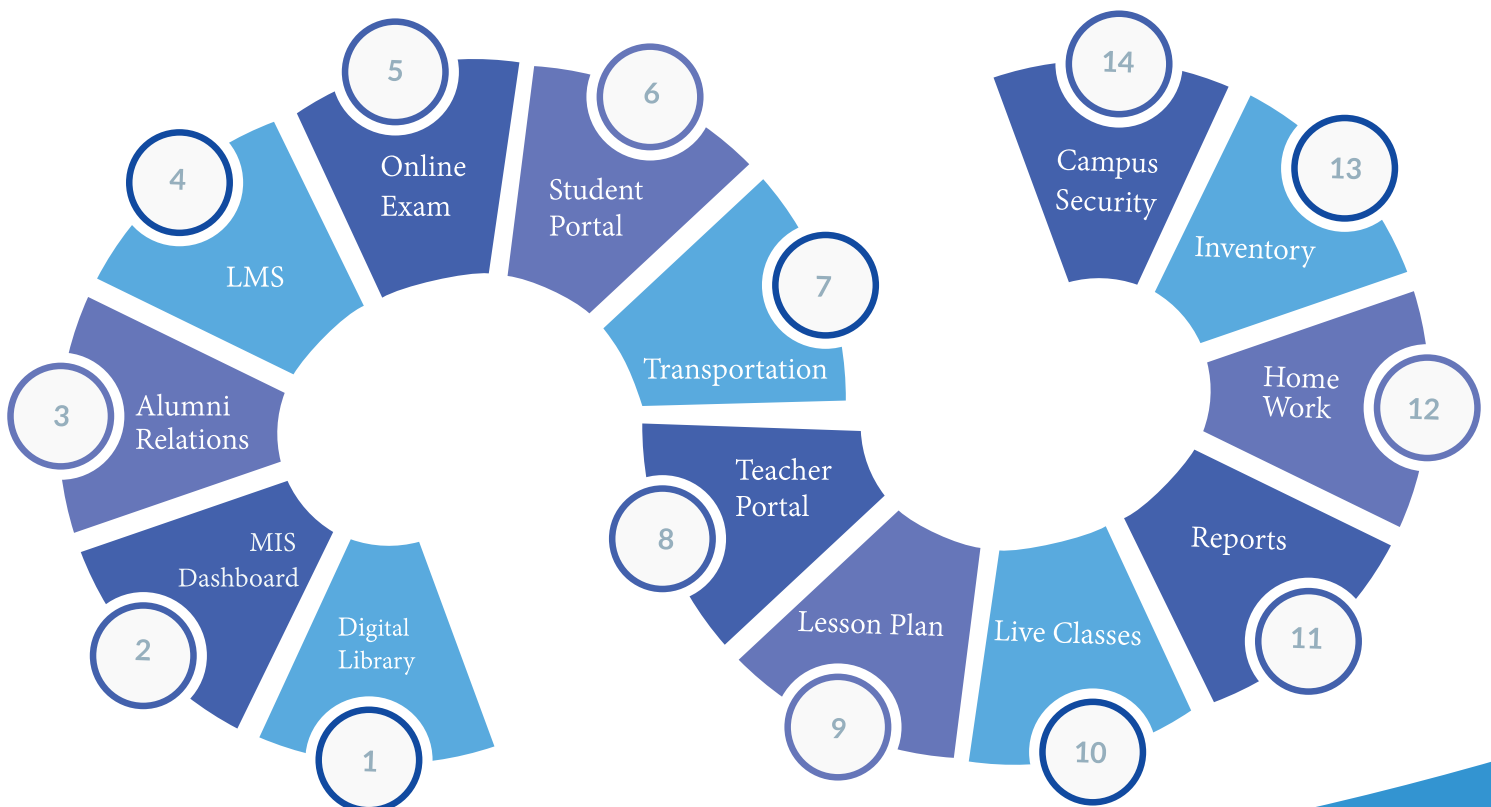 1
Digital
Library
2
MIS
Dashboard
3
Alumni
Relations
4
LMS
5
Online
Exam
6
Student
Portal
7
Transportation
8
Teacher
Portal
9
Lesson Plan
10
Live Classes
11
Reports
12
Home
Work
13
Inventory
14
Campus
Security